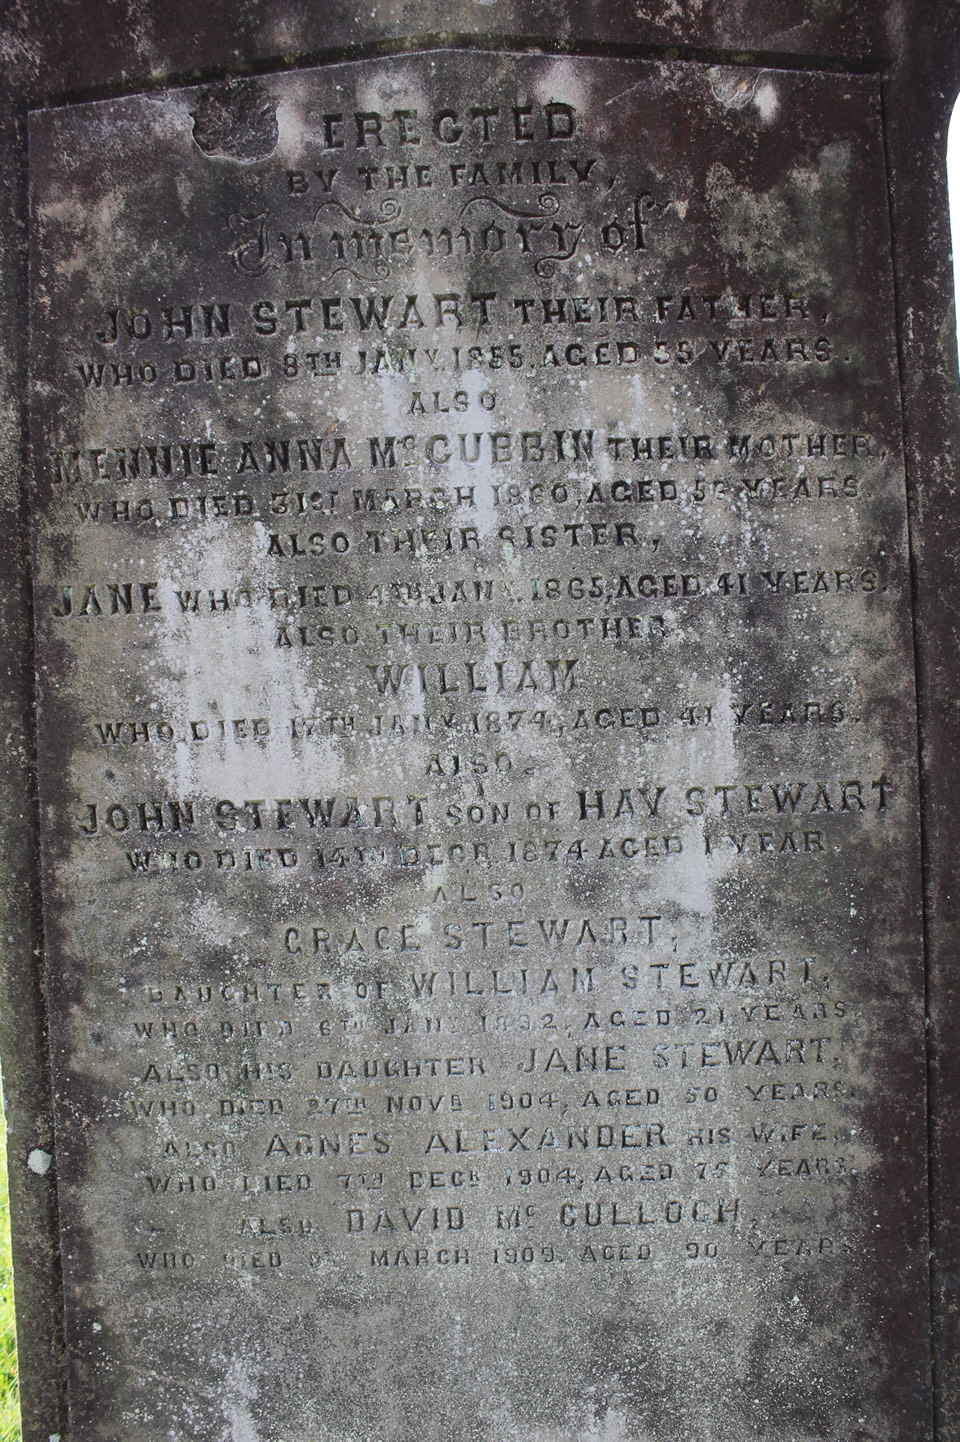 ERECTED
BY THE FAMILY,
In memory of
JOHN STEWART THEIR FATHER,
WHO DIED 8TH JANY. 1855, AGED 55 YEARS.
ALSO
MENNIE ANNA McCUBBIN THEIR MOTHER,
WHO DIED 31ST MARCH 1860, AGED YEARS.
ALSO THEIR SISTER,
JANE WHO DIED 4TH JANY. 1865, AGED 41 YEARS.
ALSO THEIR BROTHER
WILLIAM
WHO DIED 17TH JANY. 1874, AGED 41 YEARS.
ALSO
JOHN STEWART SON OF HAY STEWART
WHO DIED 14TH DECR. 1874 AGED 1 YEAR
ALSO
GRACE STEWART,
DAUGHTER OF WILLIAM STEWART,
WHO DIED 6TH JANY 1892, AGED 21 YEARS.
ALSO HIS DAUGHTER JANE STEWART,
WHO DIED 27TH NOVR 1904, AGED 50 YEARS.
ALSO AGNES ALEXANDER HIS WIFE,
WHO DIED 7TH DECR 1904, AGED 75 YEARS.
ALSO DAVID Mc CULLOCH,
WHO DIED MARCH 1909. AGED 90 YEARS.